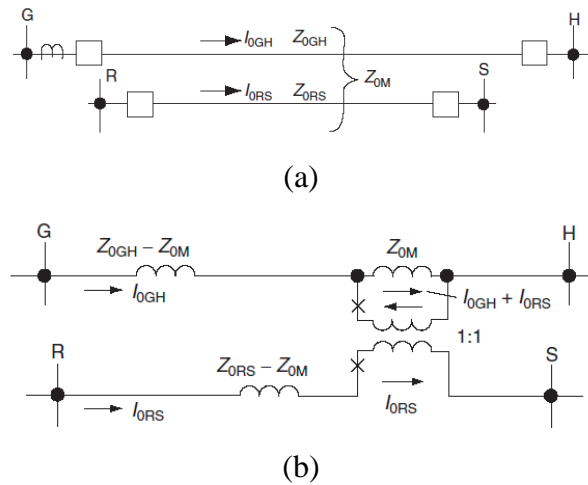 G H
I0GH Z0GH
R S
Z0M
I0RS Z0RS
(a)
G H
Z0GH − Z0M Z0M
I0GH I0GH + I0RS
1:1
R S
Z0RS − Z0M
I0RS I0RS
(b)